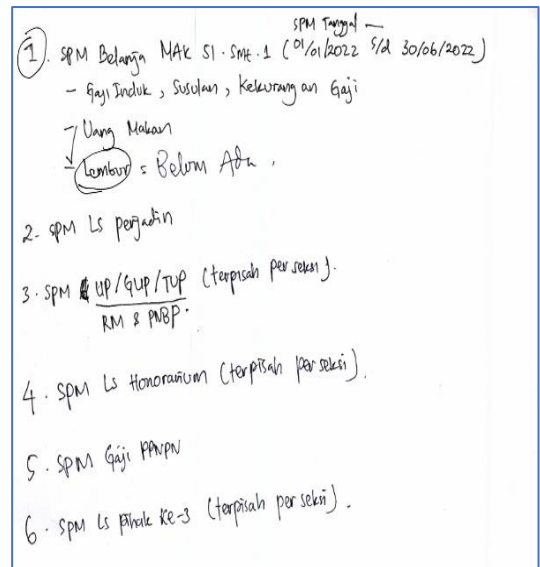 SPM Tanggal —
1. SPM Belanja MAK 51. Smt. 1 (01/01/2022 s/d 30/06/2022)
- Gaji Induk, Susulan, Kekurangan Gaji
- Uang Makan
- Lembur = Belum Ada.
2. SPM LS perjadin
3. SPM UP/GUP/TUP (terpisah per seksi).
RM & PNBP.
4. SPM LS Honorarium (terpisah per seksi).
5. SPM Gaji PPNPN
6. SPM LS Pihak Ke-3 (terpisah per seksi).